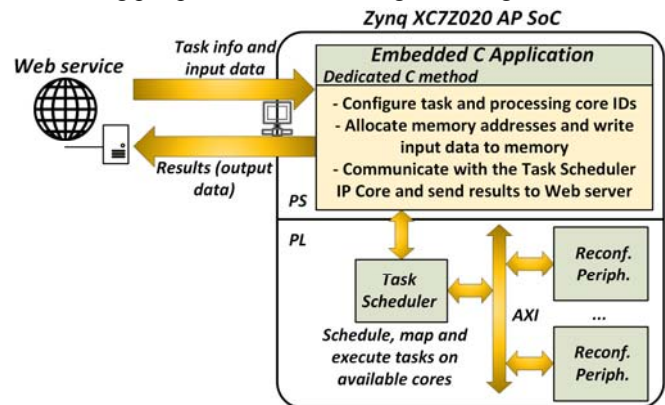 Zynq XC7Z020 AP SoC
Task info and
input data
Web service
Results (output
data)
Embedded C Application
Dedicated C method
- Configure task and processing core IDs
- Allocate memory addresses and write
input data to memory
- Communicate with the Task Scheduler
IP Core and send results to Web server
PS
PL
Task
Scheduler
Schedule, map and
execute tasks on
available cores
AXI
Reconf.
Periph.
...
Reconf.
Periph.